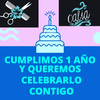 CUMPLIMOS 1 AÑO
Y QUEREMOS
CELEBRARLO
CONTIGO